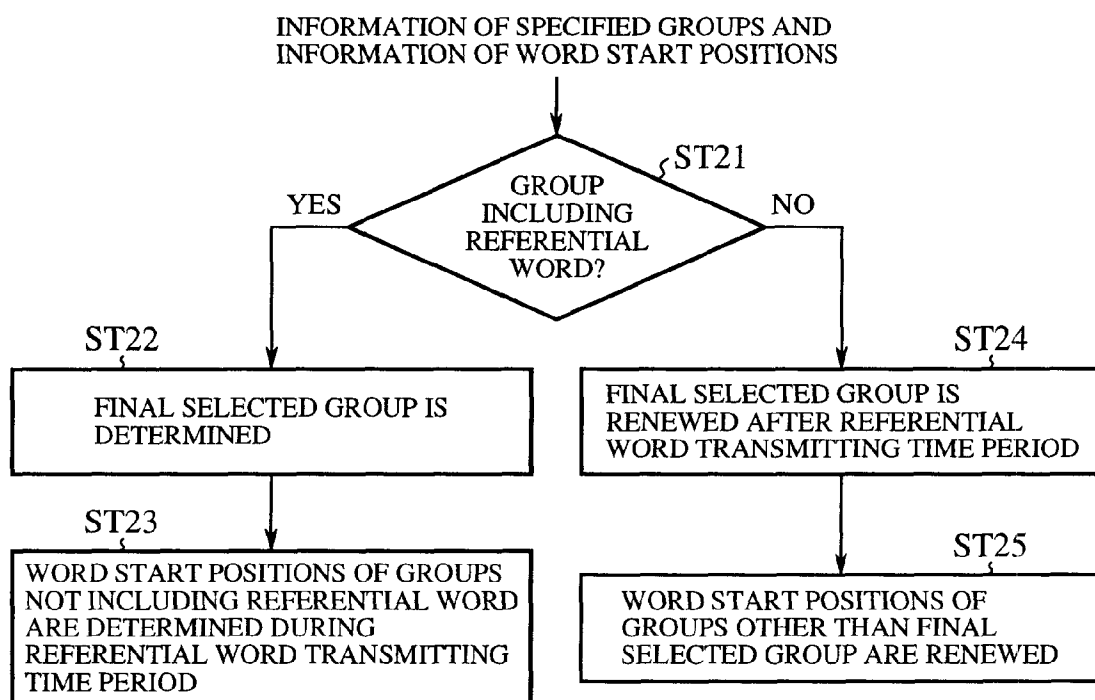 INFORMATION OF SPECIFIED GROUPS AND
INFORMATION OF WORD START POSITIONS
ST21
GROUP
INCLUDING
REFERENTIAL
WORD?
YES
NO
ST22
FINAL SELECTED GROUP IS
DETERMINED
ST24
FINAL SELECTED GROUP IS
RENEWED AFTER REFERENTIAL
WORD TRANSMITTING TIME PERIOD
ST23
WORD START POSITIONS OF GROUPS
NOT INCLUDING REFERENTIAL WORD
ARE DETERMINED DURING
REFERENTIAL WORD TRANSMITTING
TIME PERIOD
ST25
WORD START POSITIONS OF
GROUPS OTHER THAN FINAL
SELECTED GROUP ARE RENEWED